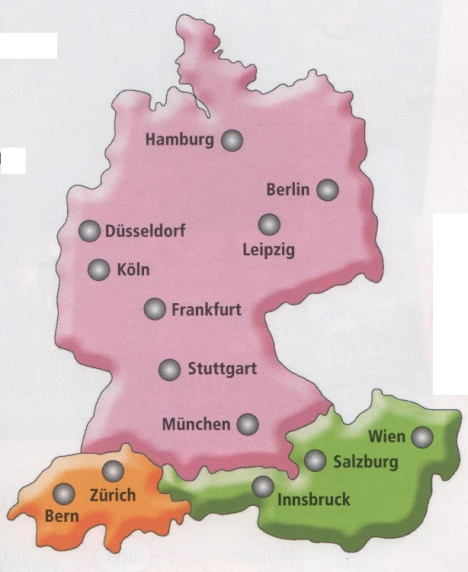 Hamburg
Berlin
Düsseldorf
Leipzig
Köln
Frankfurt
Stuttgart
München
Wien
Salzburg
Zürich
Innsbruck
Bern